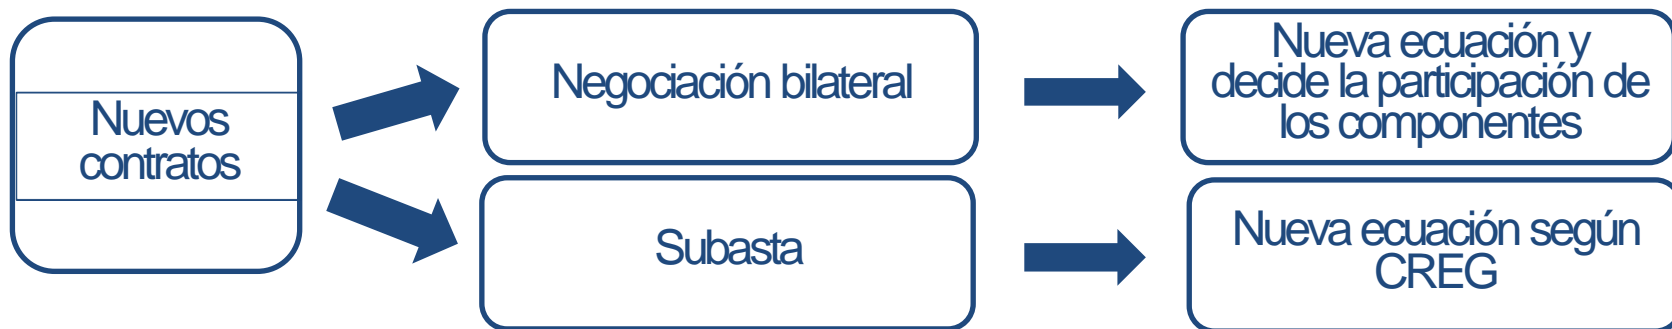 Nuevos
contratos
Negociación bilateral
Nueva ecuación y
decide la participación de
los componentes
Subasta
Nueva ecuación según
CREG